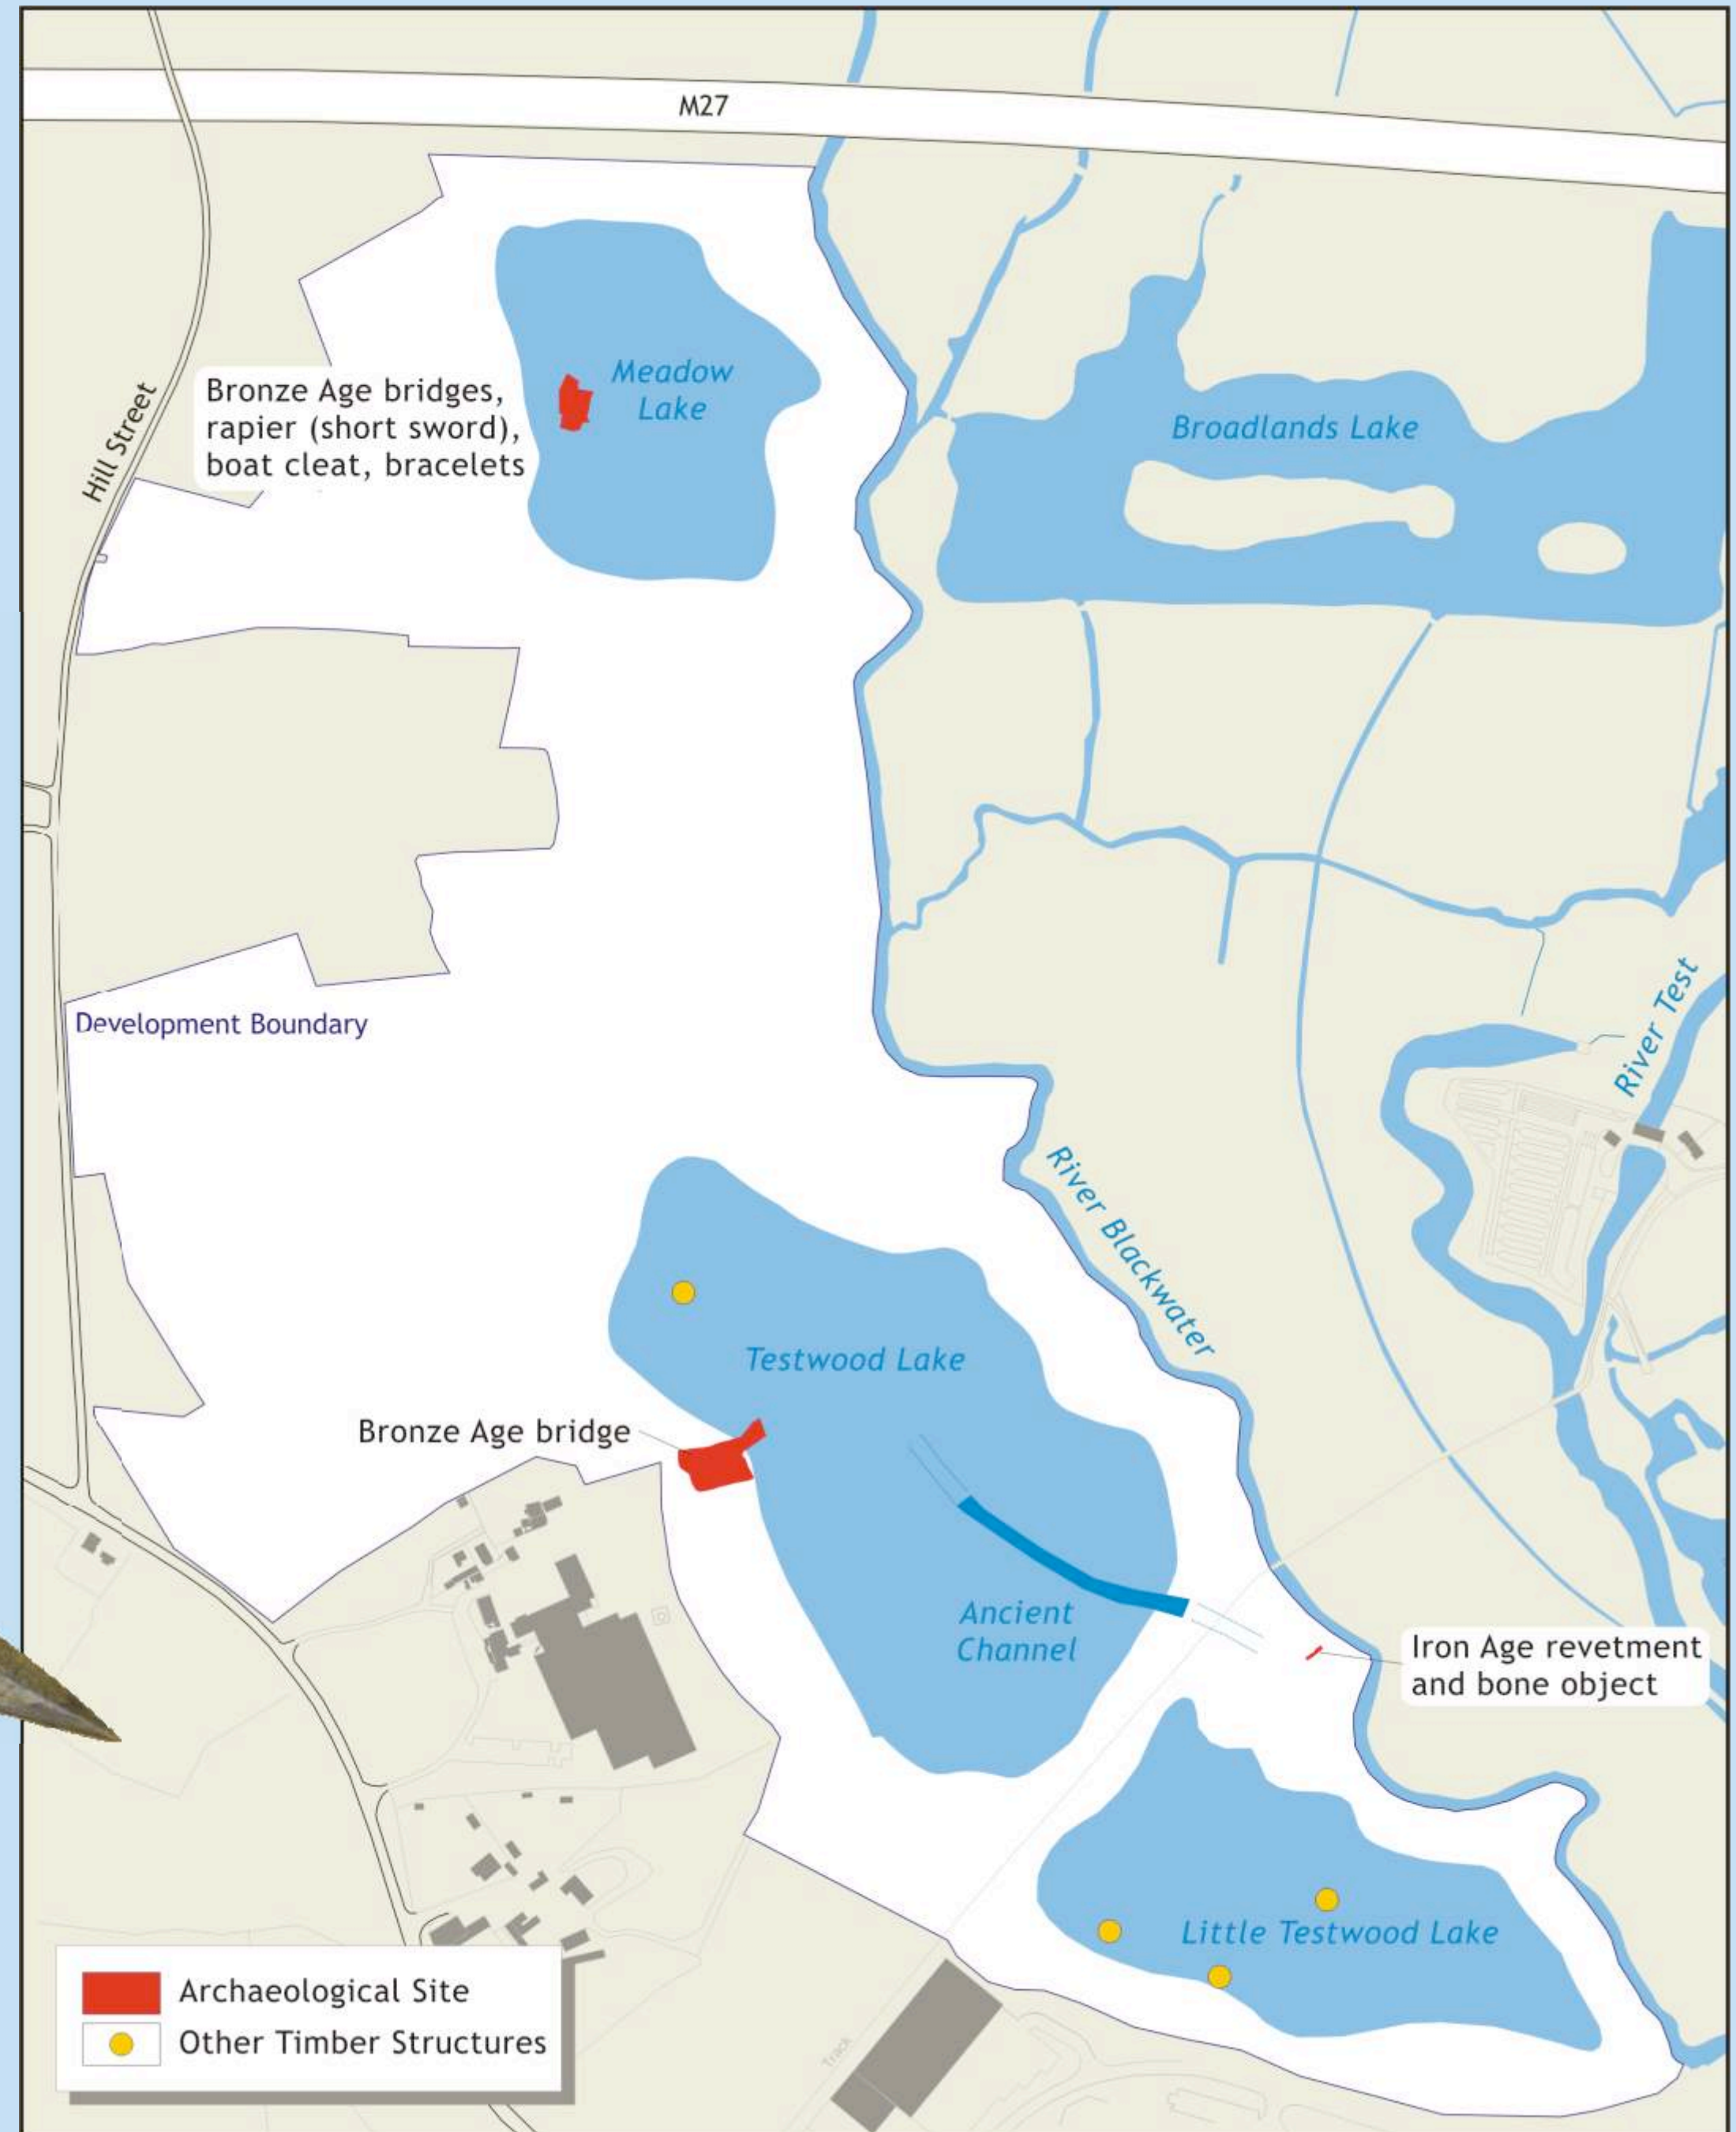 M27
Hill Street
Bronze Age bridges,
rapier (short sword),
boat cleat, bracelets
Meadow
Lake
Broadlands Lake
Development Boundary
River Test
River Blackwater
Testwood Lake
Bronze Age bridge
Ancient
Channel
Iron Age revetment
and bone object
Little Testwood Lake
Archaeological Site
Other Timber Structures
Track